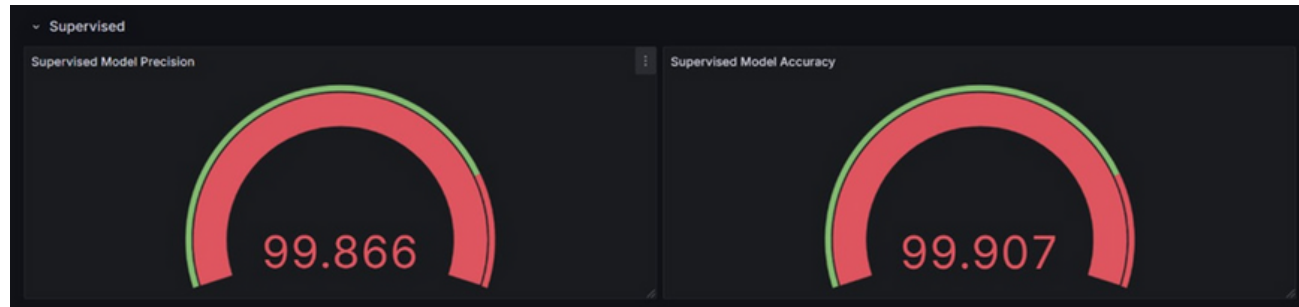 Supervised
Supervised Model Precision
Supervised Model Accuracy
99.866
99.907